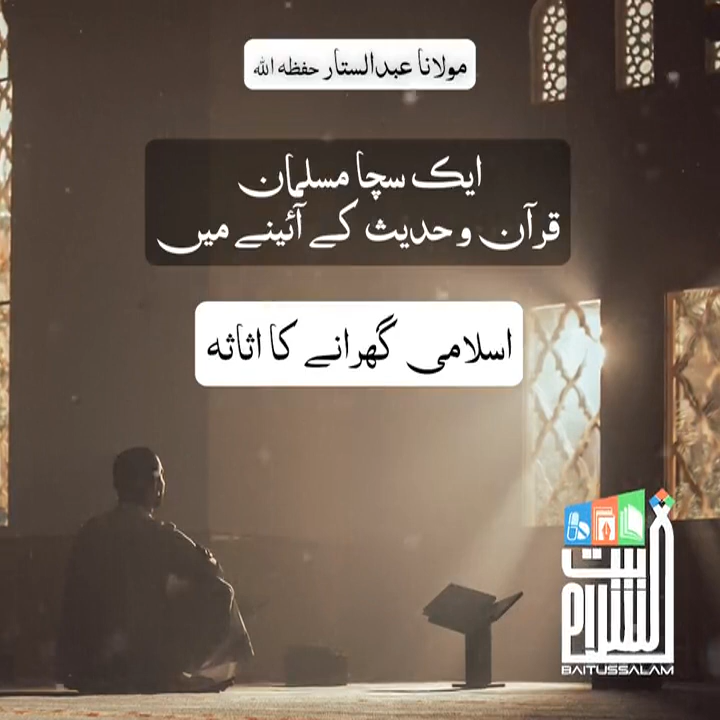 مولانا عبدالستار حفظہ اللہ
ایک سچا مسلمان
قرآن و حدیث کے آئینے میں
اسلامی گھرانے کا اثاثہ
بیت السلام
BAITUSSALAM